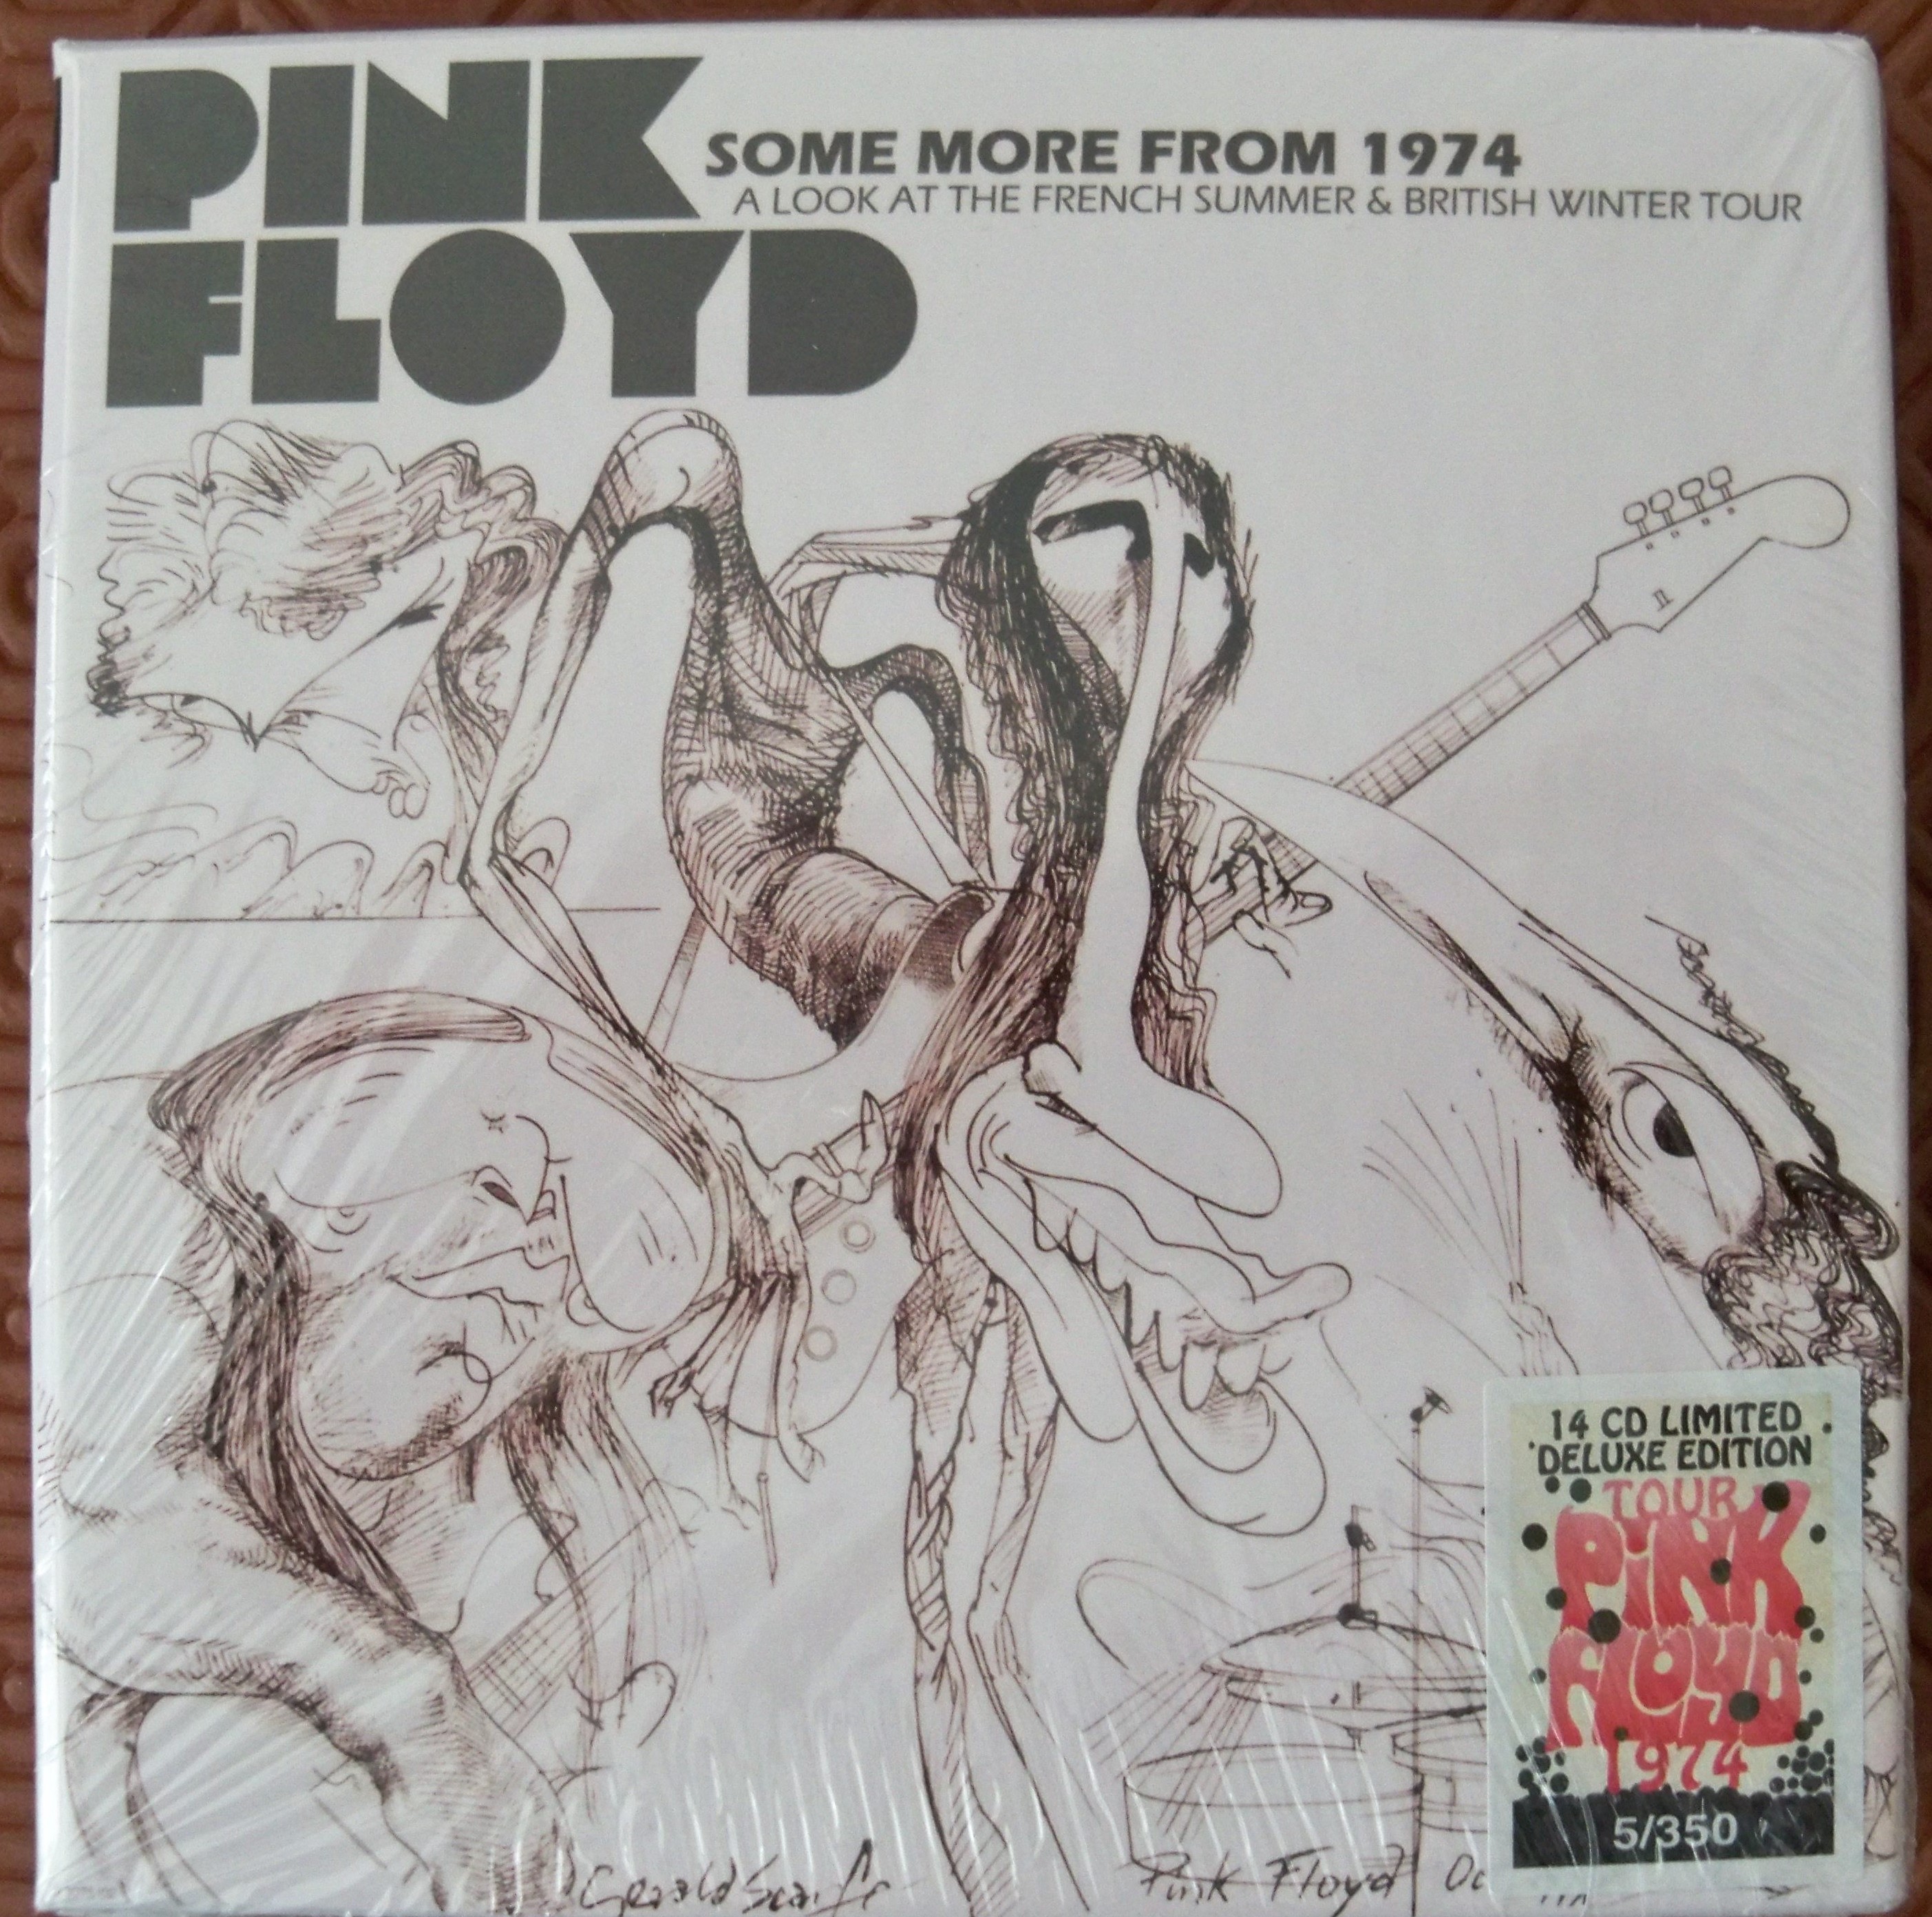 PINK
FLOYD
SOME MORE FROM 1974
A LOOK AT THE FRENCH SUMMER & BRITISH WINTER TOUR
14 CD LIMITED
DELUXE EDITION
TOUR
PiNK
FlOYD
1974
5/350
Gerald Scarfe
Pink Floyd